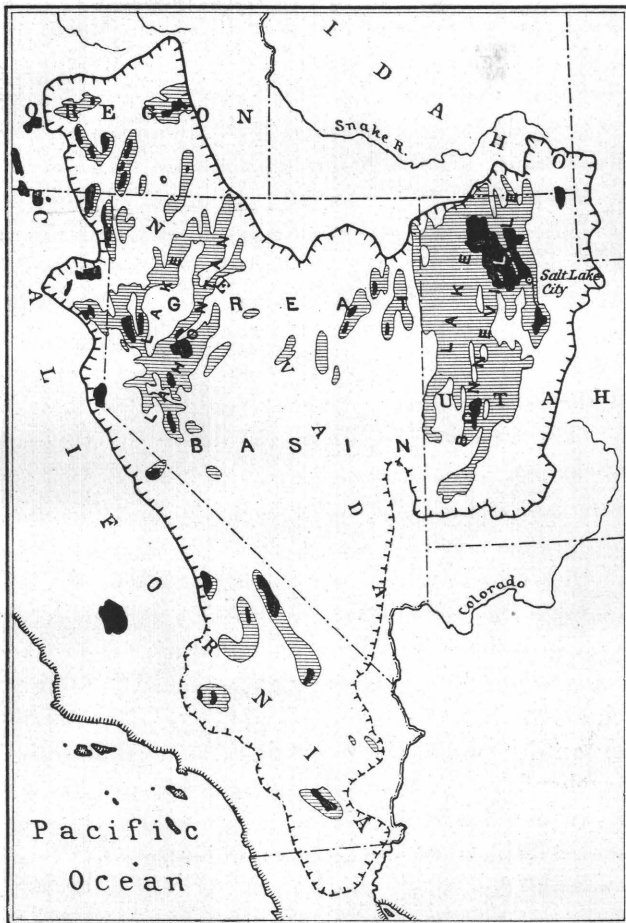 IDAHO
OREGON
Snake R.
NEVADA
CALIFORNIA
LAKE LAHONTAN
GREAT
BASIN
LAKE BONNEVILLE
Salt Lake
City
UTAH
Colorado
Pacific
Ocean